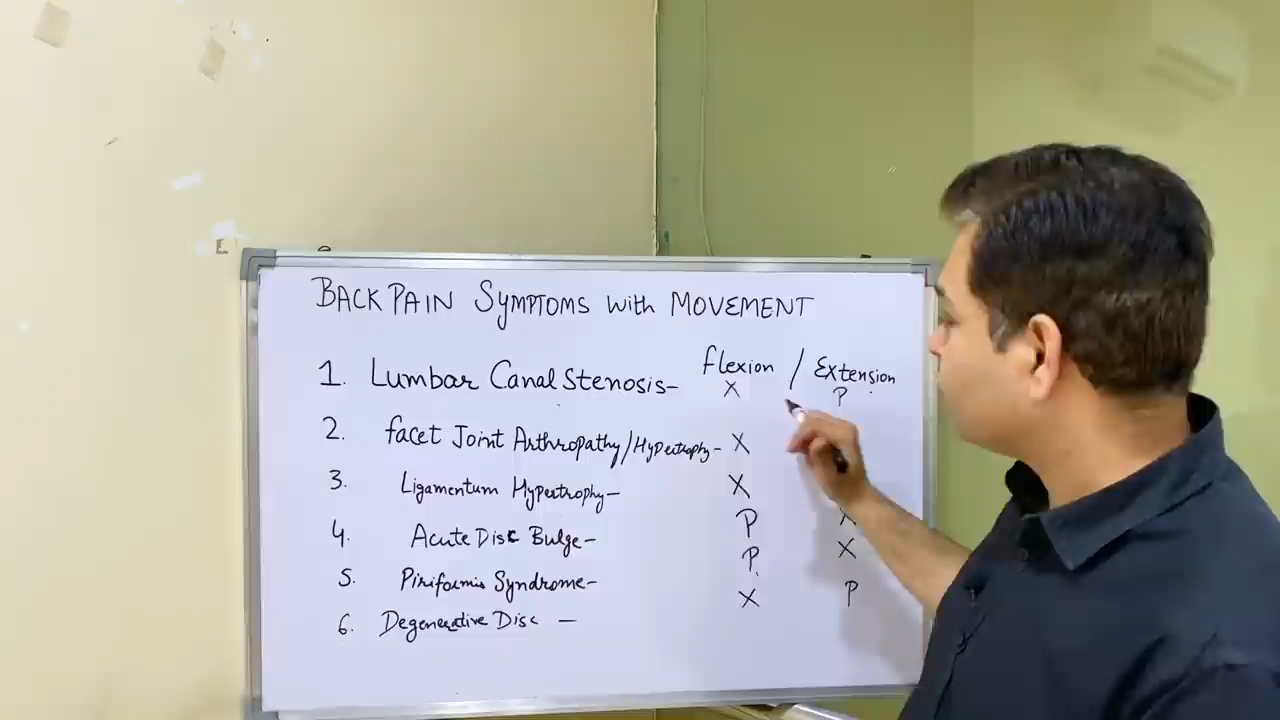 BACK PAIN SYMPTOMS with MOVEMENT
flexion / Extension
1. Lumbar Canal Stenosis- X P
2. facet Joint Arthropathy/Hypertrophy- X
3. Ligamentum Hypertrophy- X
4. Acute Disc Bulge- P X
5. Piriformis Syndrome- P. X
6. Degenerative Disc - X P